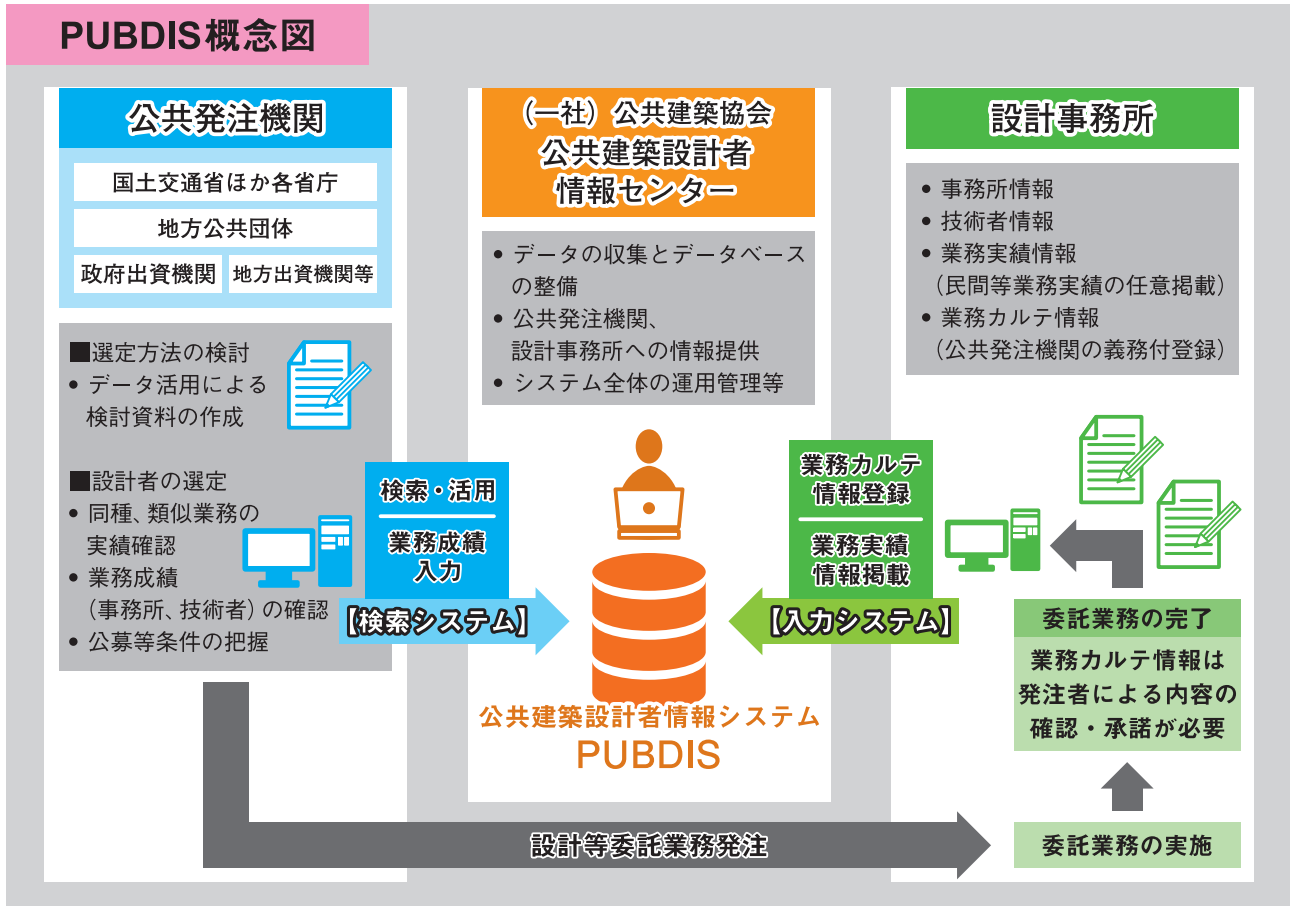 PUBDIS概念図
公共発注機関
国土交通省ほか各省庁
地方公共団体
政府出資機関
地方出資機関等
■選定方法の検討
• データ活用による
検討資料の作成
■設計者の選定
• 同種、類似業務の
実績確認
• 業務成績
（事務所、技術者）の確認
• 公募等条件の把握
検索・活用
業務成績
入力
【検索システム】
（一社）公共建築協会
公共建築設計者
情報センター
• データの収集とデータベース
の整備
• 公共発注機関、
設計事務所への情報提供
• システム全体の運用管理等
公共建築設計者情報システム
PUBDIS
設計事務所
• 事務所情報
• 技術者情報
• 業務実績情報
（民間等業務実績の任意掲載）
• 業務カルテ情報
（公共発注機関の義務付登録）
業務カルテ
情報登録
業務実績
情報掲載
【入力システム】
委託業務の完了
業務カルテ情報は
発注者による内容の
確認・承諾が必要
委託業務の実施
設計等委託業務発注